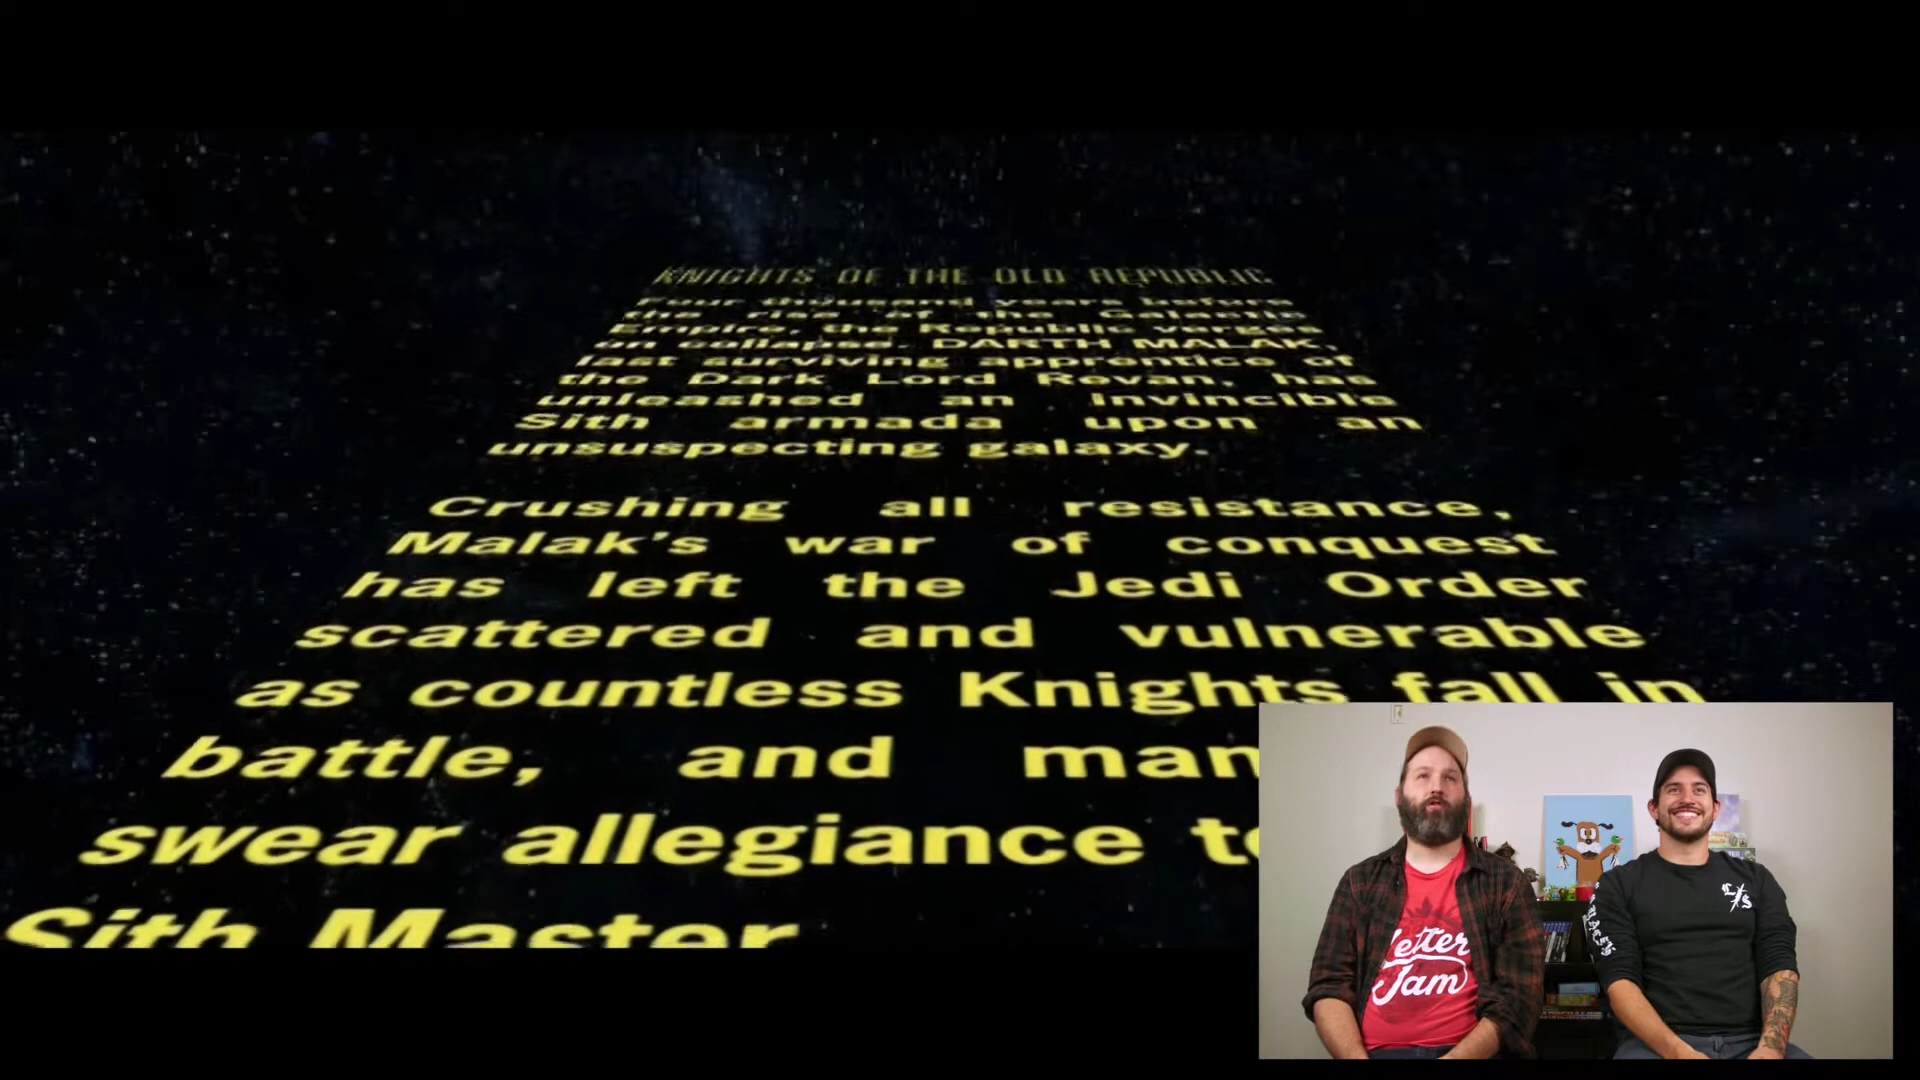 KNIGHTS OF THE OLD REPUBLIC
Four thousand years before
the rise of the Galactic
Empire, the Republic verges
on collapse. DARTH MALAK,
last surviving apprentice of
the Dark Lord Revan, has
unleashed an invincible
Sith armada upon an
unsuspecting galaxy.
Crushing all resistance,
Malak's war of conquest
has left the Jedi Order
scattered and vulnerable
as countless Knights fall in
battle, and man
swear allegiance to
Sith Master
Letter
Jam
L S